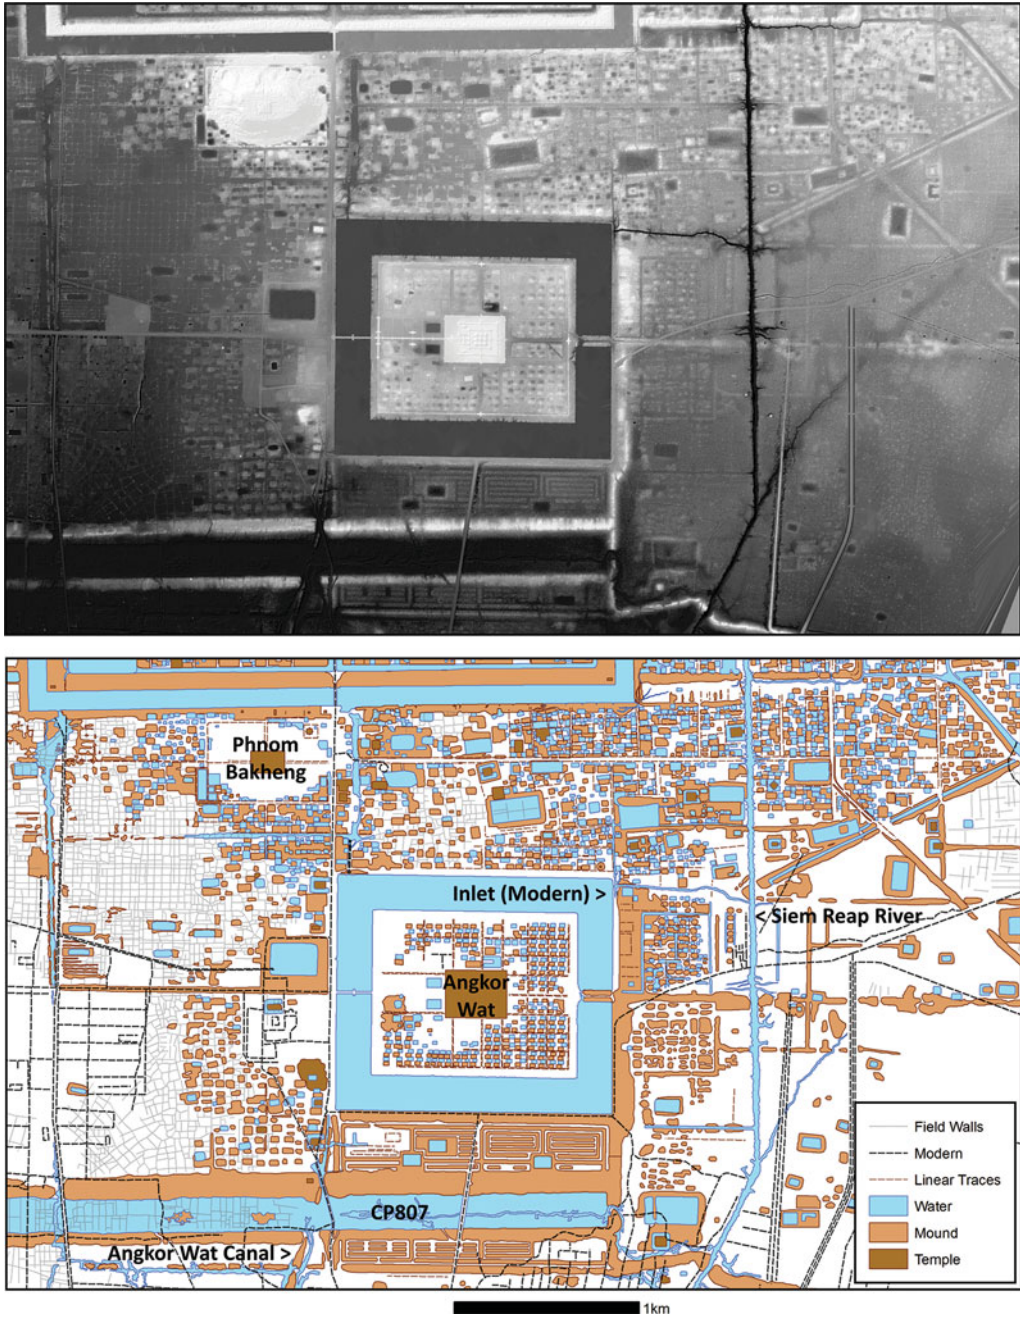 Phnom
Bakheng
Inlet (Modern) >
< Siem Reap River
Angkor
Wat
CP807
Angkor Wat Canal >
Field Walls
Modern
Linear Traces
Water
Mound
Temple
1km